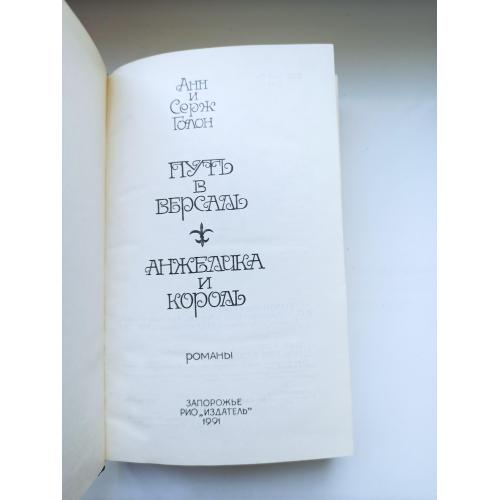 Анн
и
Серж
Голон
ПУТЬ
В
ВЕРСАЛЬ
АНЖЕЛИКА
И
КОРОЛЬ
РОМАНЫ
ЗАПОРОЖЬЕ
РИО „ИЗДАТЕЛЬ"
1991